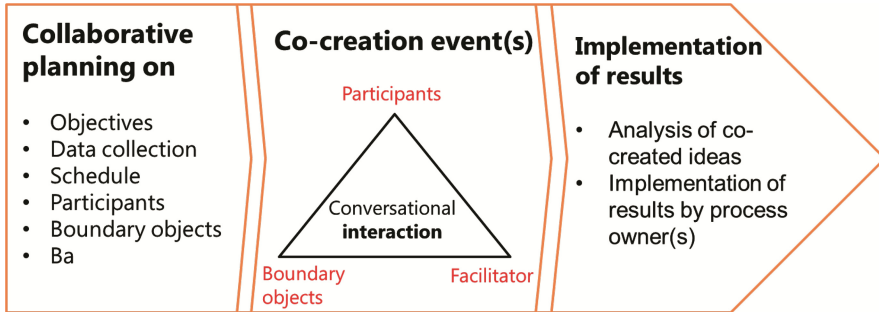 Collaborative
planning on
• Objectives
• Data collection
• Schedule
• Participants
• Boundary objects
• Ba
Co-creation event(s)
Participants
Conversational
interaction
Boundary
objects
Facilitator
Implementation
of results
• Analysis of co-
created ideas
• Implementation of
results by process
owner(s)